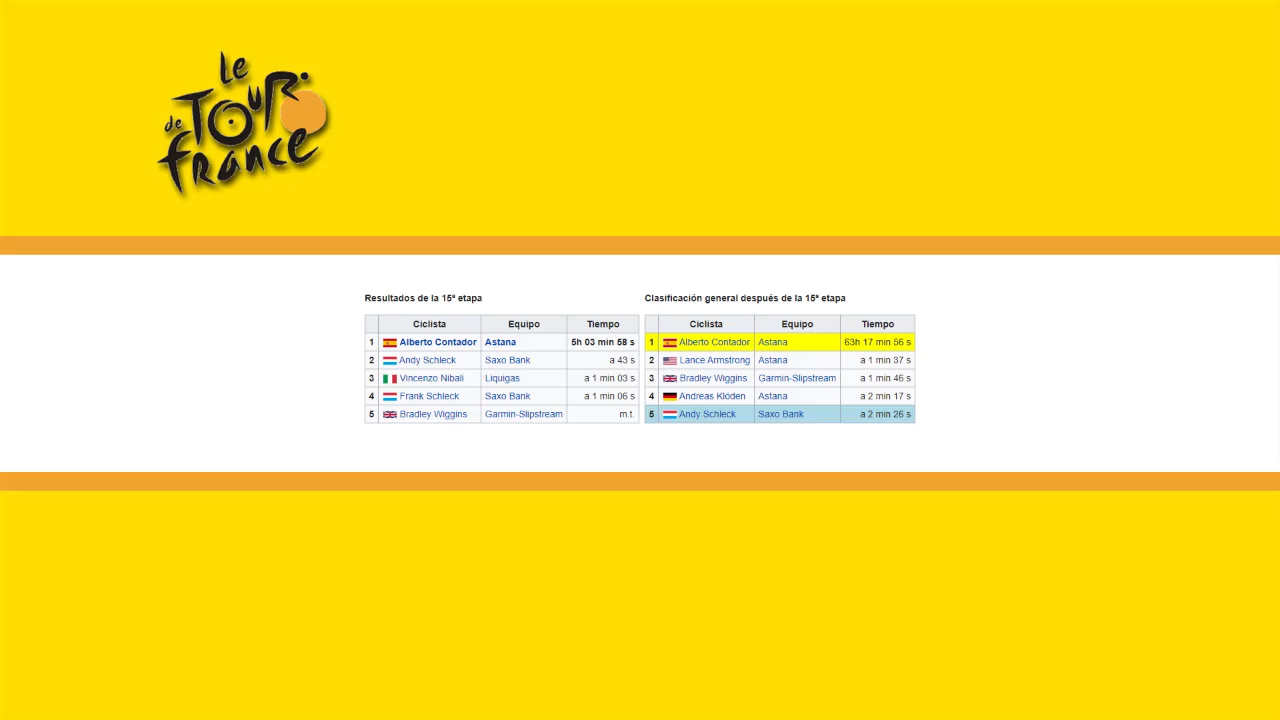 Le
de TOUR
france
Resultados de la 15ª etapa
Ciclista Equipo Tiempo
1 Alberto Contador Astana 5h 03 min 58 s
2 Andy Schleck Saxo Bank a 43 s
3 Vincenzo Nibali Liquigas a 1 min 03 s
4 Frank Schleck Saxo Bank a 1 min 06 s
5 Bradley Wiggins Garmin-Slipstream m.t.
Clasificación general después de la 15ª etapa
Ciclista Equipo Tiempo
1 Alberto Contador Astana 63h 17 min 56 s
2 Lance Armstrong Astana a 1 min 37 s
3 Bradley Wiggins Garmin-Slipstream a 1 min 46 s
4 Andreas Klöden Astana a 2 min 17 s
5 Andy Schleck Saxo Bank a 2 min 26 s